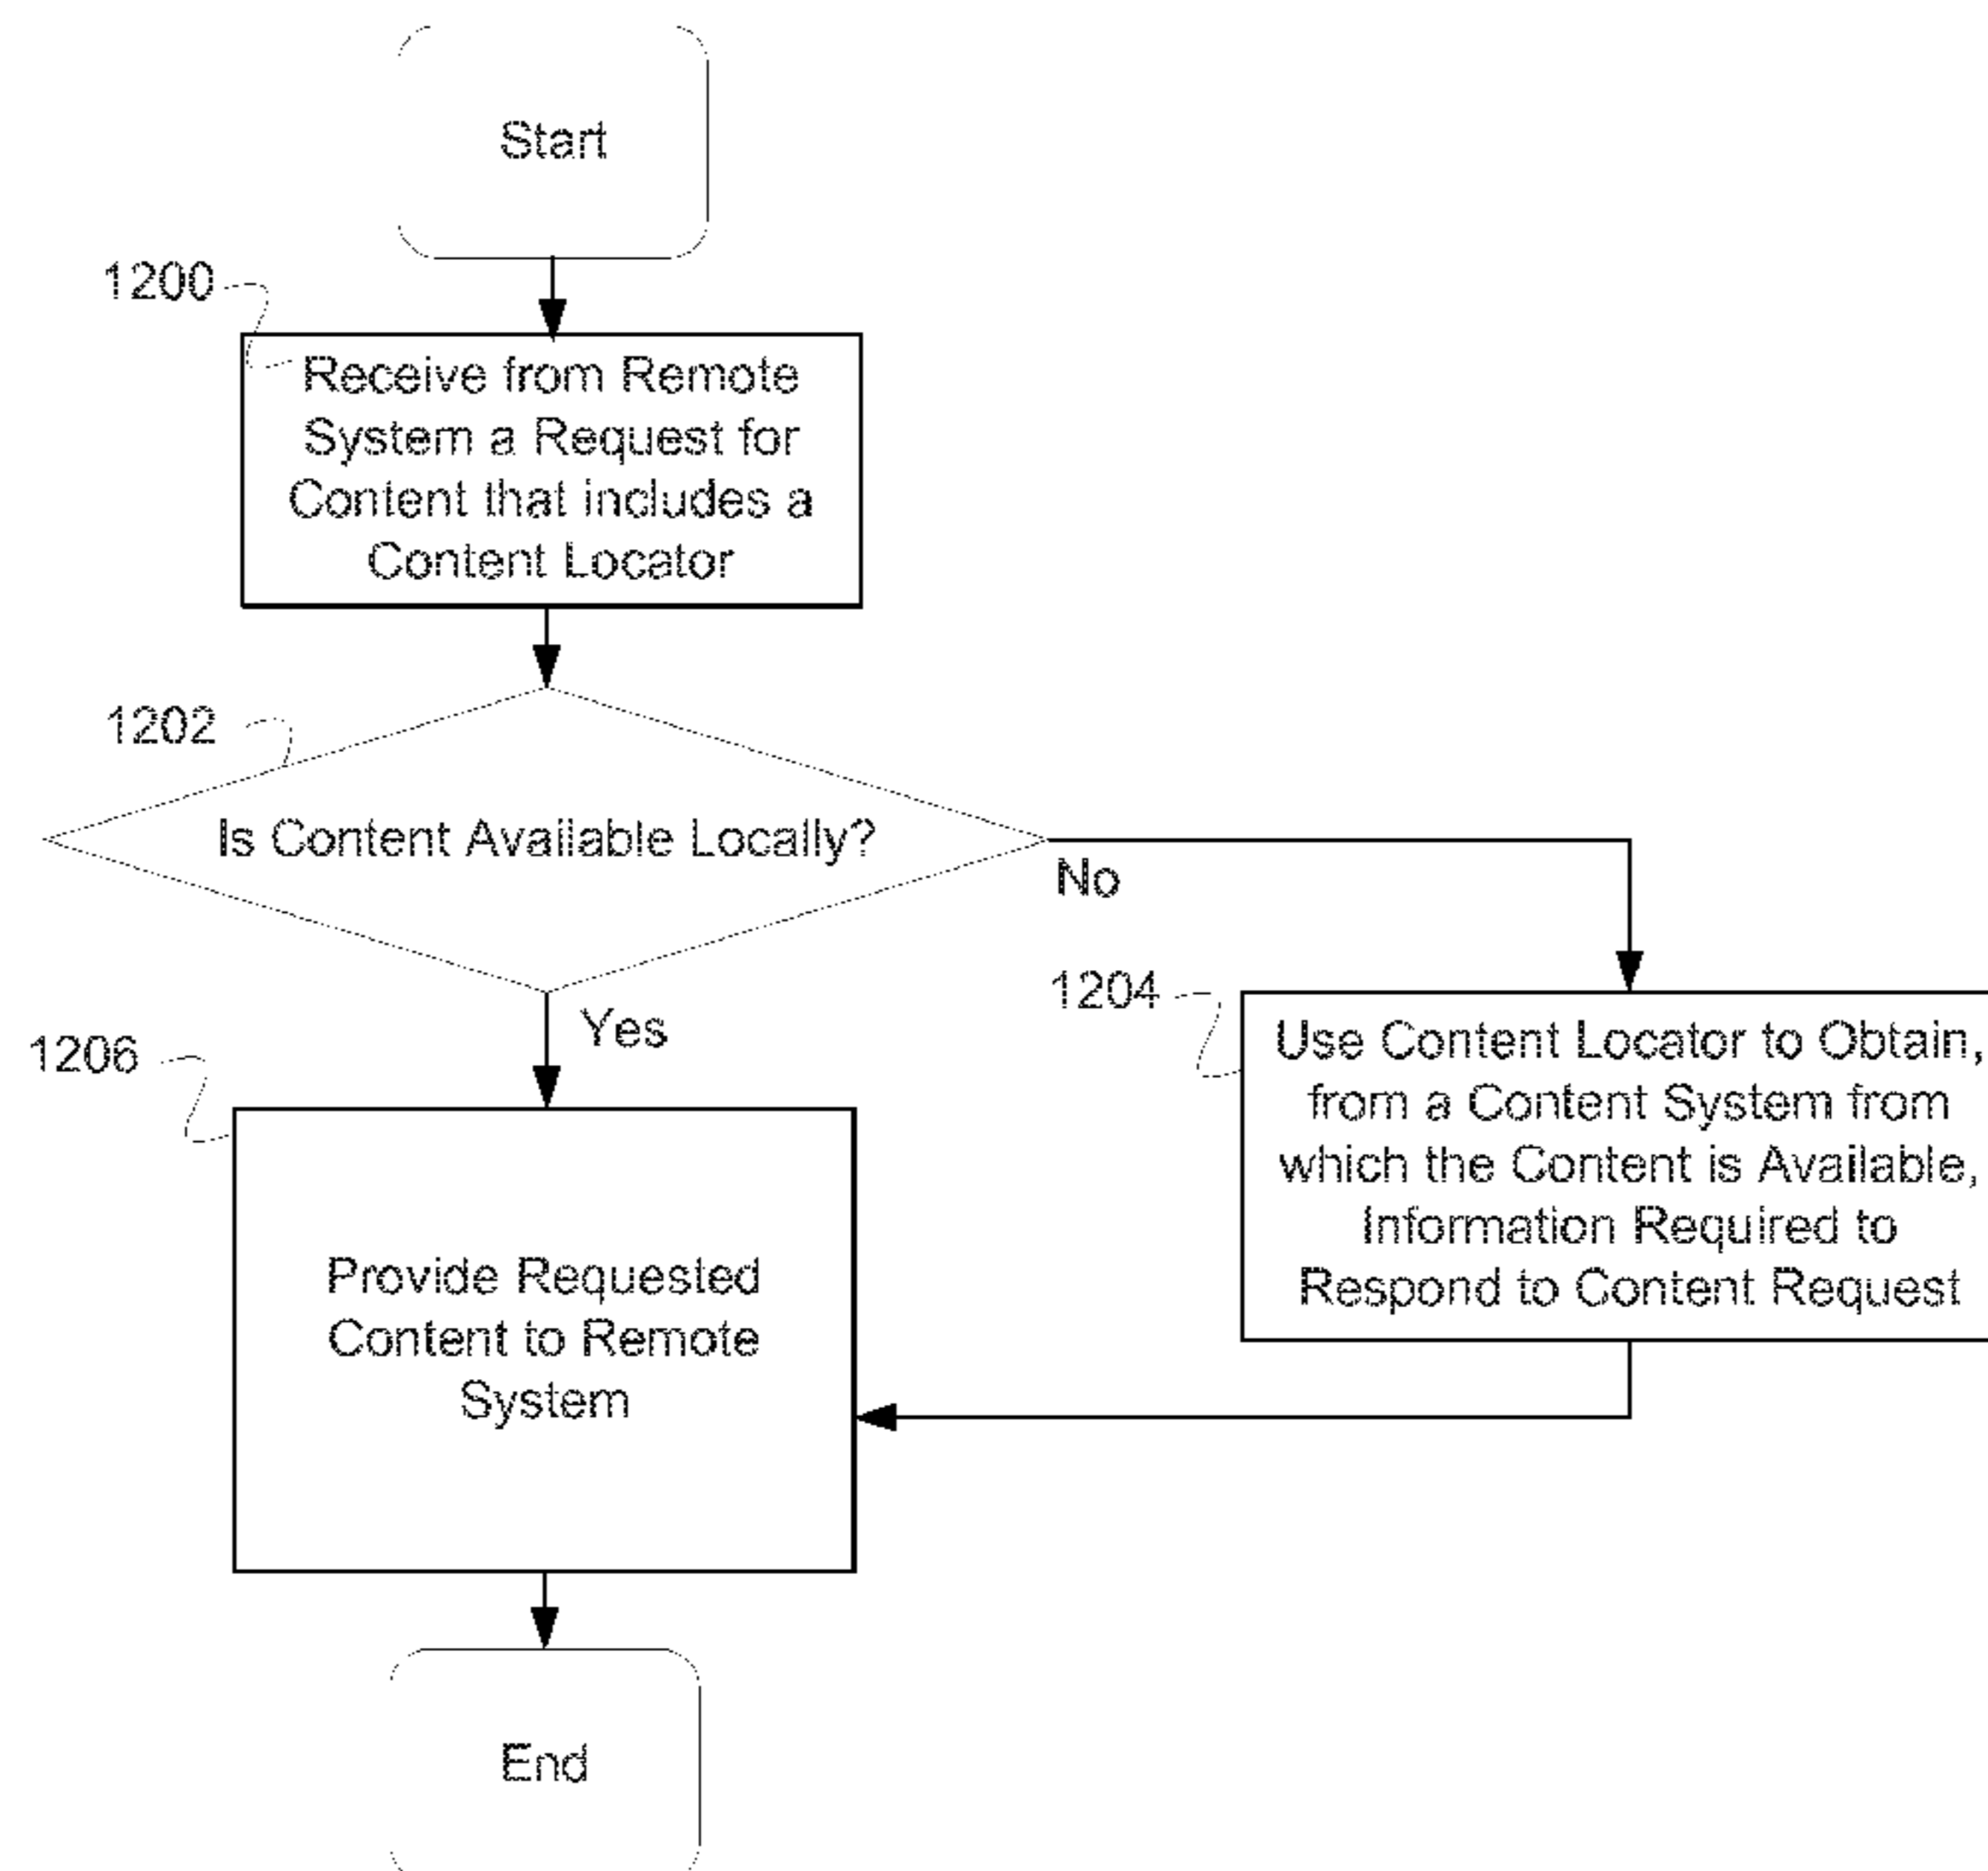 Start
1200
Receive from Remote
System a Request for
Content that includes a
Content Locator
1202
Is Content Available Locally?
No
Yes
1204
Use Content Locator to Obtain,
from a Content System from
which the Content is Available,
Information Required to
Respond to Content Request
1206
Provide Requested
Content to Remote
System
End